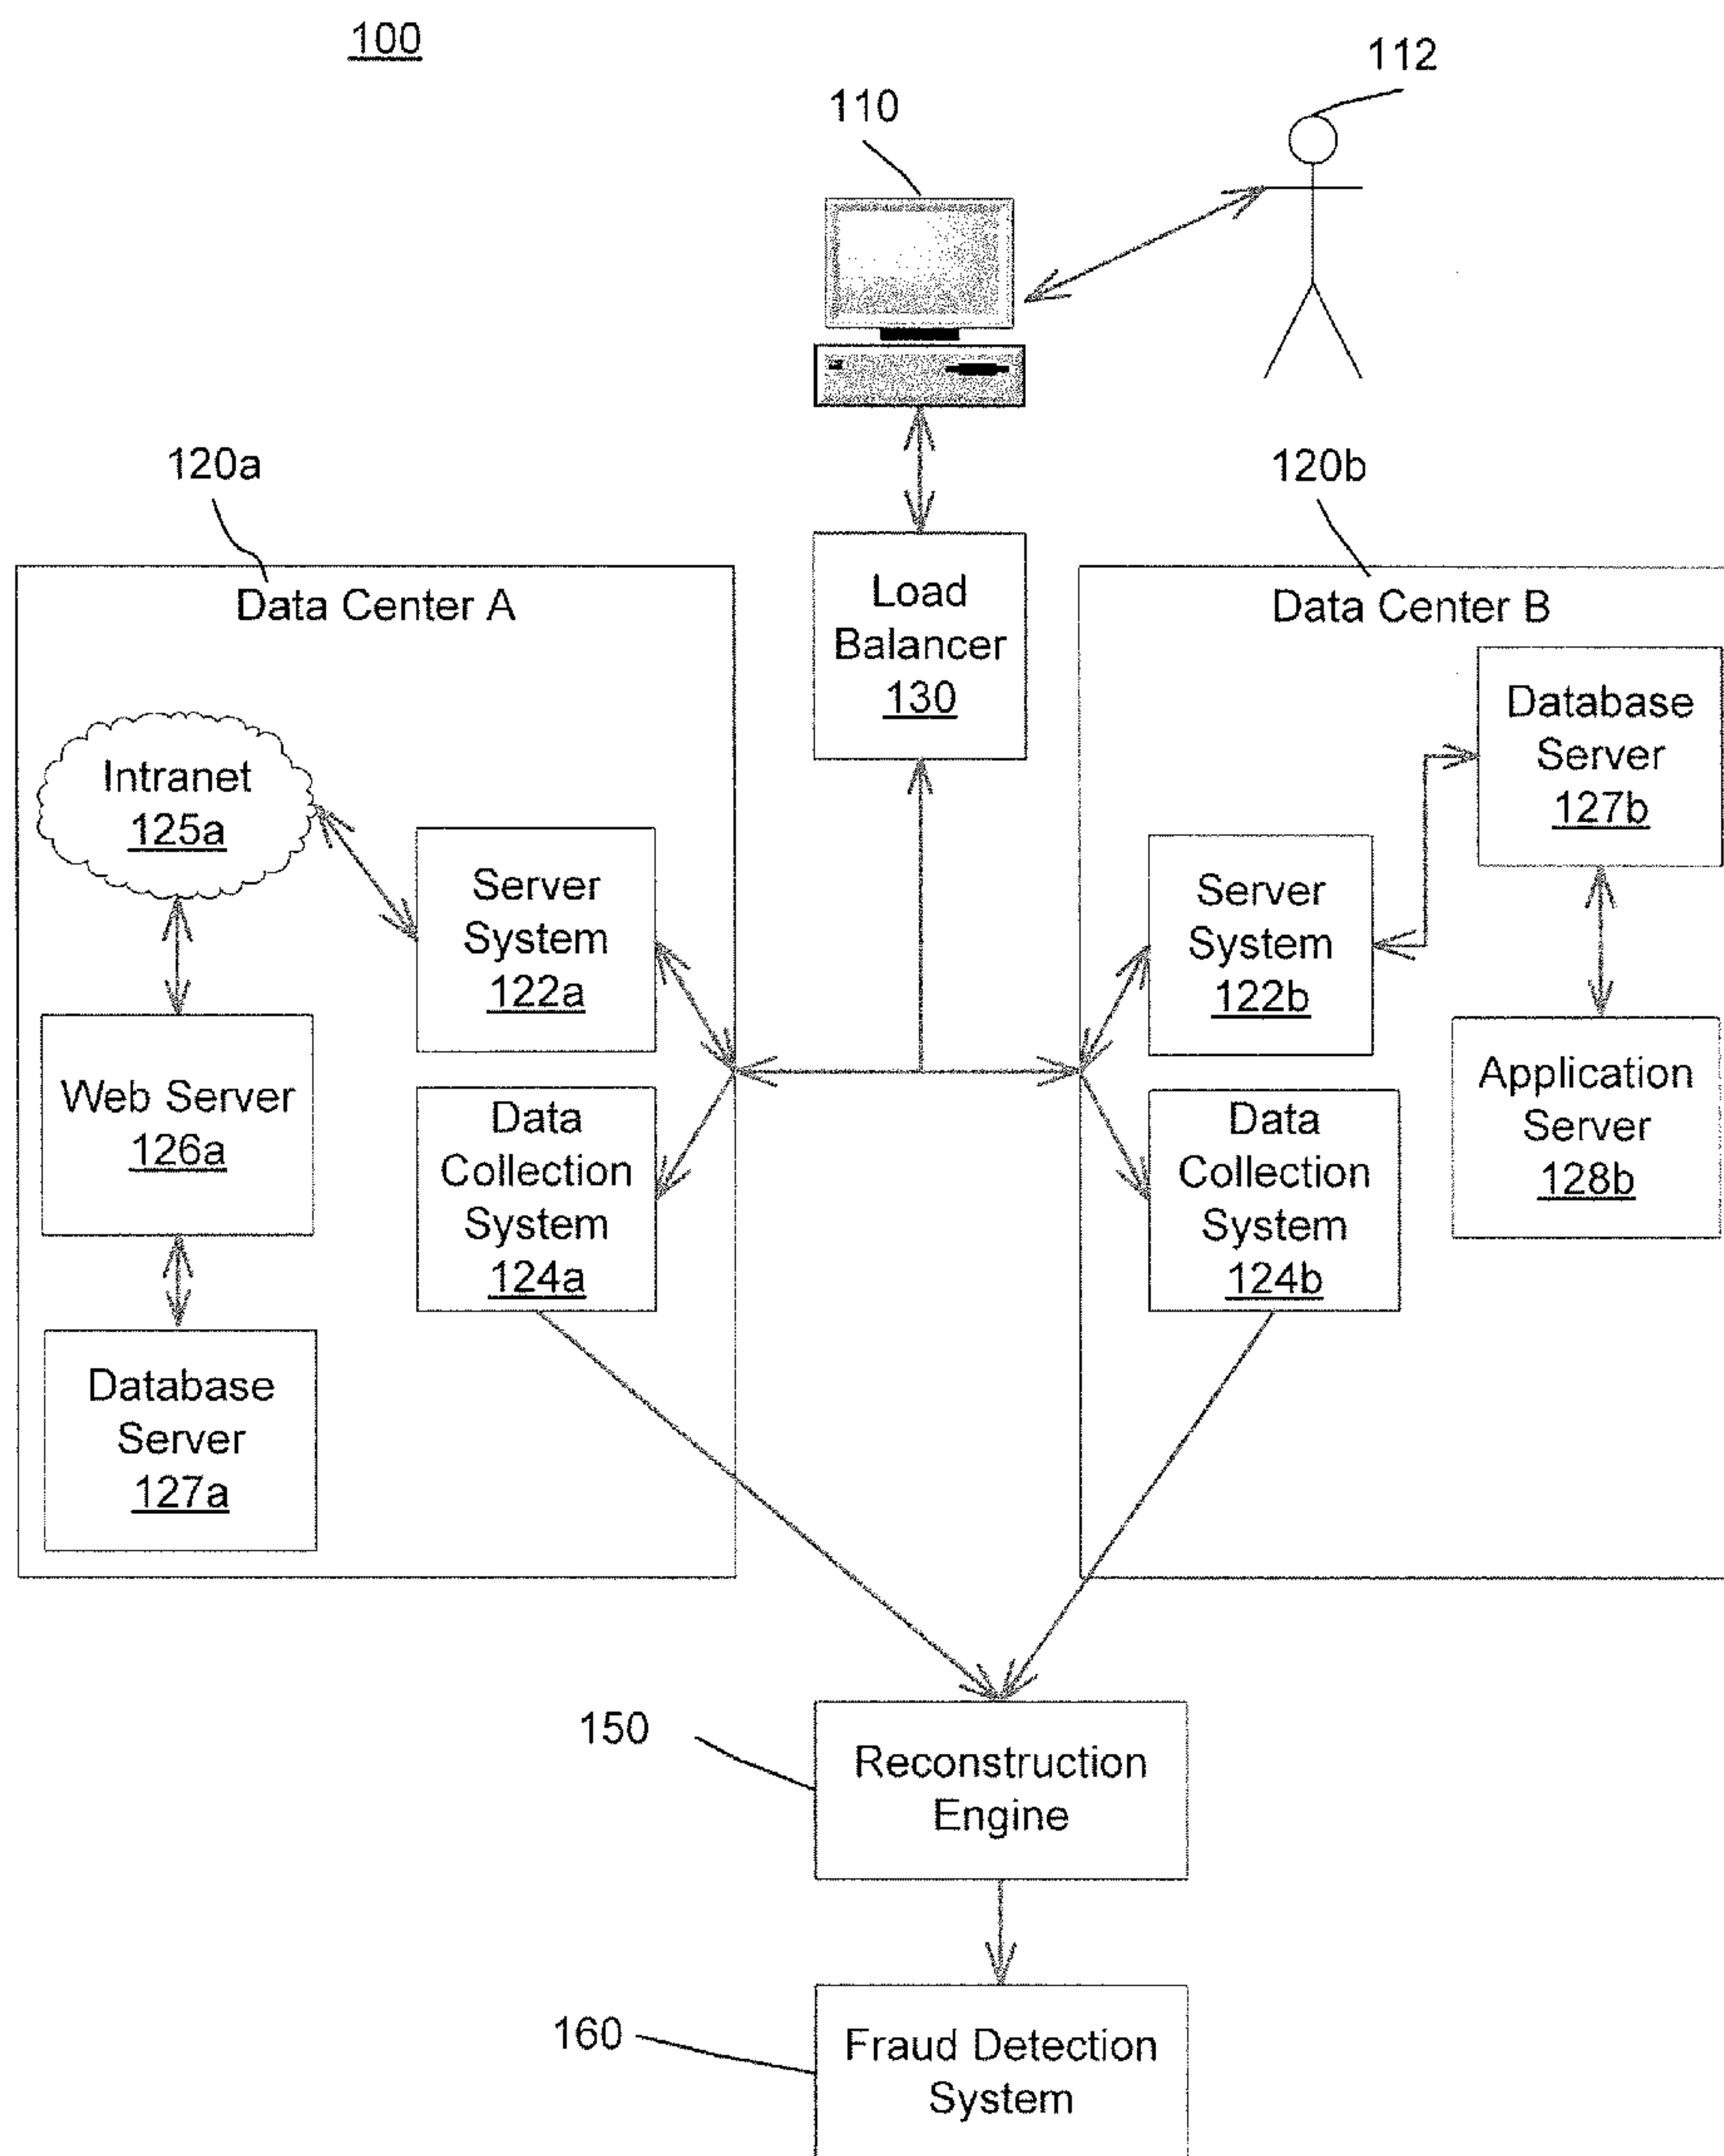 100
112
110
120a
120b
Data Center A
Load
Balancer
130
Data Center B
Intranet
125a
Server
System
122a
Web Server
126a
Data
Collection
System
124a
Database
Server
127a
Database
Server
127b
Server
System
122b
Application
Server
128b
Data
Collection
System
124b
150
Reconstruction
Engine
160
Fraud Detection
System